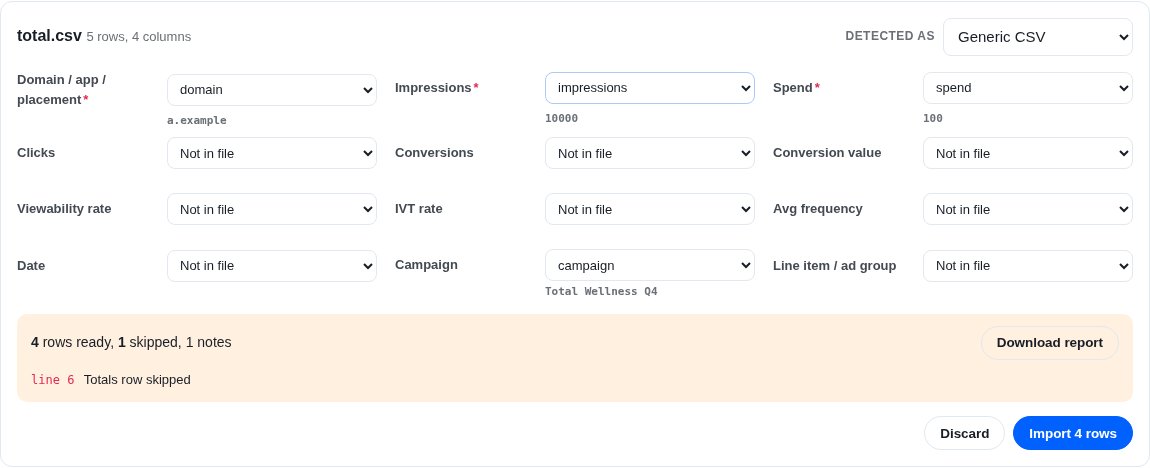 total.csv 5 rows, 4 columns
DETECTED AS Generic CSV
Domain / app / placement* domain
a.example
Impressions* impressions
10000
Spend* spend
100
Clicks Not in file
Conversions Not in file
Conversion value Not in file
Viewability rate Not in file
IVT rate Not in file
Avg frequency Not in file
Date Not in file
Campaign campaign
Total Wellness Q4
Line item / ad group Not in file
4 rows ready, 1 skipped, 1 notes
Download report
line 6 Totals row skipped
Discard
Import 4 rows